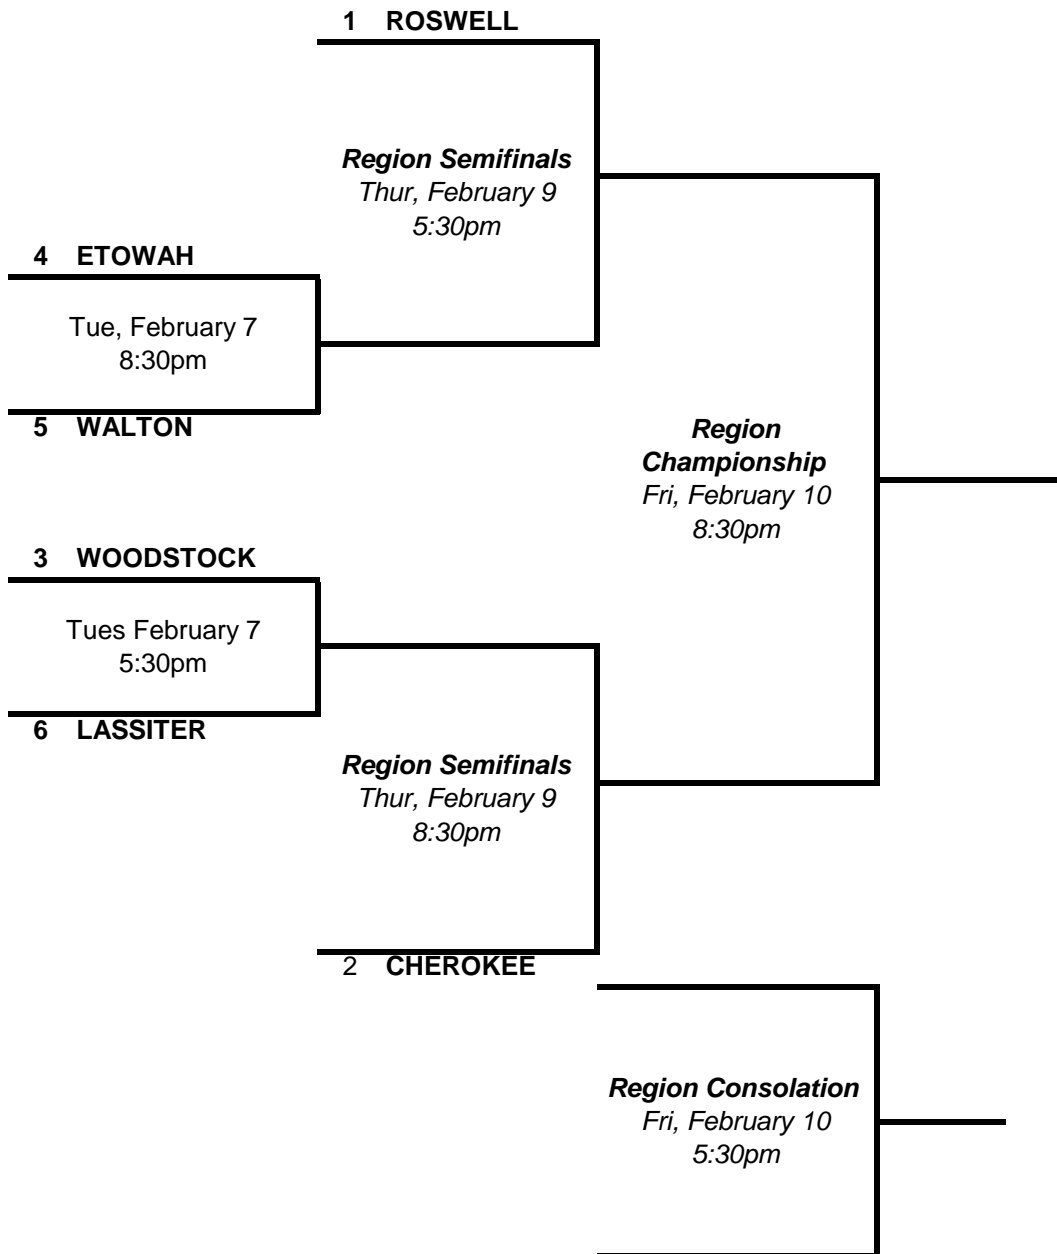 1 ROSWELL
Region Semifinals
Thur, February 9
5:30pm
4 ETOWAH
Tue, February 7
8:30pm
5 WALTON
Region
Championship
Fri, February 10
8:30pm
3 WOODSTOCK
Tues February 7
5:30pm
6 LASSITER
Region Semifinals
Thur, February 9
8:30pm
2 CHEROKEE
Region Consolation
Fri, February 10
5:30pm